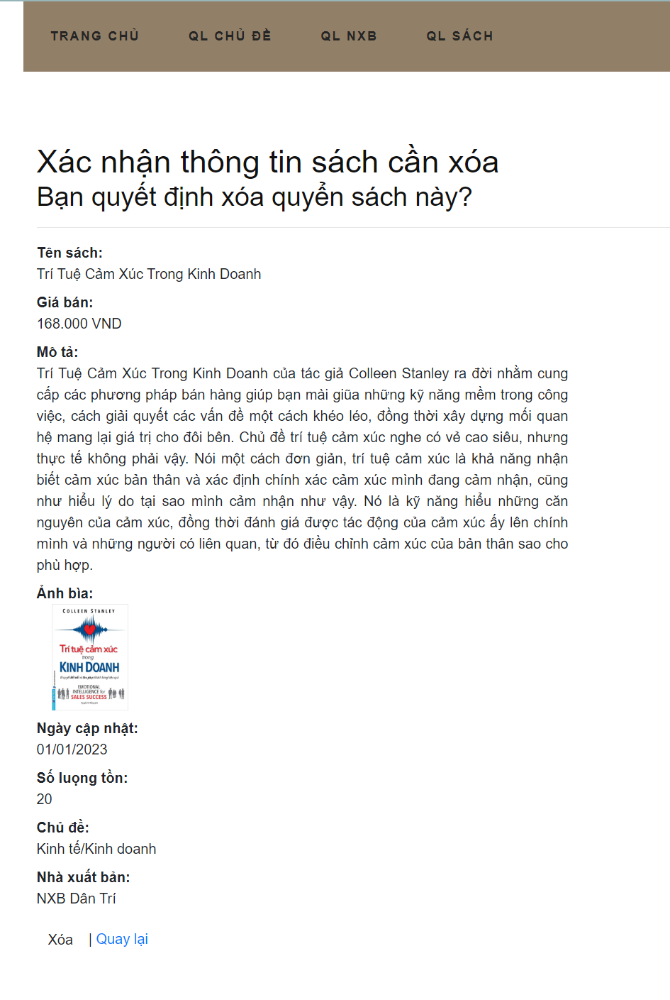 TRANG CHỦ QL CHỦ ĐỀ QL NXB QL SÁCH
Xác nhận thông tin sách cần xóa
Bạn quyết định xóa quyển sách này?
Tên sách:
Trí Tuệ Cảm Xúc Trong Kinh Doanh
Giá bán:
168.000 VND
Mô tả:
Trí Tuệ Cảm Xúc Trong Kinh Doanh của tác giả Colleen Stanley ra đời nhằm cung
cấp các phương pháp bán hàng giúp bạn mài giũa những kỹ năng mềm trong công
việc, cách giải quyết các vấn đề một cách khéo léo, đồng thời xây dựng mối quan
hệ mang lại giá trị cho đôi bên. Chủ đề trí tuệ cảm xúc nghe có vẻ cao siêu, nhưng
thực tế không phải vậy. Nói một cách đơn giản, trí tuệ cảm xúc là khả năng nhận
biết cảm xúc bản thân và xác định chính xác cảm xúc mình đang cảm nhận, cũng
như hiểu lý do tại sao mình cảm nhận như vậy. Nó là kỹ năng hiểu những căn
nguyên của cảm xúc, đồng thời đánh giá được tác động của cảm xúc ấy lên chính
mình và những người có liên quan, từ đó điều chỉnh cảm xúc của bản thân sao cho
phù hợp.
Ảnh bìa:
COLLEEN STANLEY
Trí tuệ cảm xúc
trong
KINH DOANH
EMOTIONAL
INTELLIGENCE for
SALES SUCCESS
Ngày cập nhật:
01/01/2023
Số luọng tồn:
20
Chủ đề:
Kinh tế/Kinh doanh
Nhà xuất bản:
NXB Dân Trí
Xóa | Quay lại